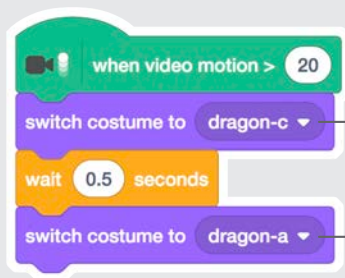 when video motion > 20
switch costume to dragon-c
wait 0.5 seconds
switch costume to dragon-a